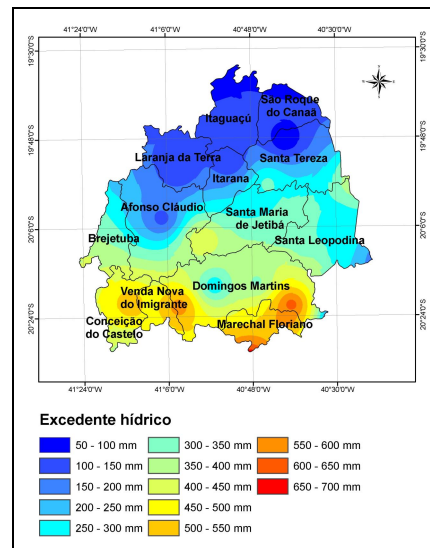 41°24'0"W 41°6'0"W 40°48'0"W 40°30'0"W
19°30'0"S 19°30'0"S
São Roque
do Canaã
Itaguaçú
19°48'0"S 19°48'0"S
Laranja da Terra
Santa Tereza
Itarana
Afonso Cláudio
Santa Maria
de Jetibá
20°6'0"S 20°6'0"S
Brejetuba
Santa Leopodina
Domingos Martins
Venda Nova
do Imigrante
20°24'0"S 20°24'0"S
Conceição
do Castelo
Marechal Floriano
41°24'0"W 41°6'0"W 40°48'0"W 40°30'0"W
Excedente hídrico
50 - 100 mm
100 - 150 mm
150 - 200 mm
200 - 250 mm
250 - 300 mm
300 - 350 mm
350 - 400 mm
400 - 450 mm
450 - 500 mm
500 - 550 mm
550 - 600 mm
600 - 650 mm
650 - 700 mm